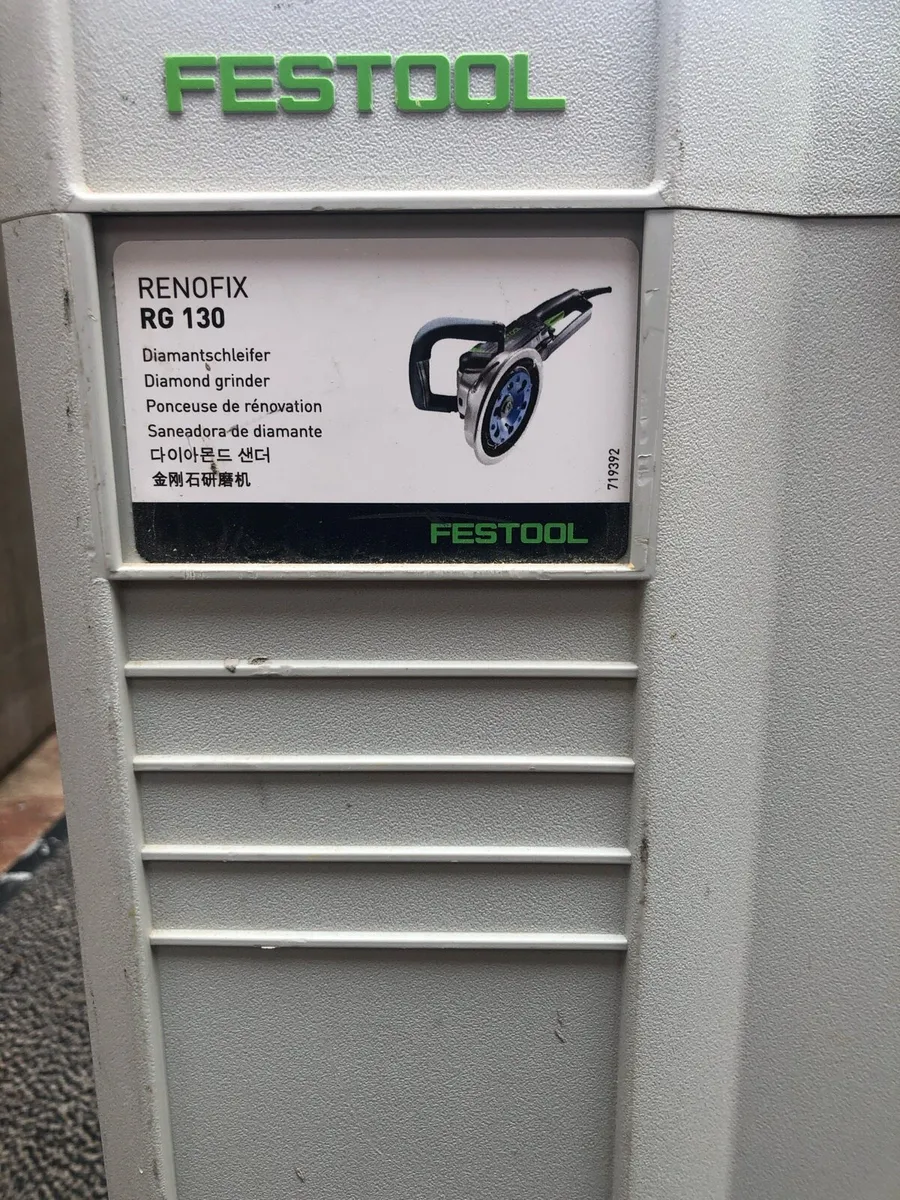 FESTOOL
RENOFIX
RG 130
Diamantschleifer
Diamond grinder
Ponceuse de rénovation
Saneadora de diamante
다이아몬드 샌더
金刚石研磨机
719392
FESTOOL